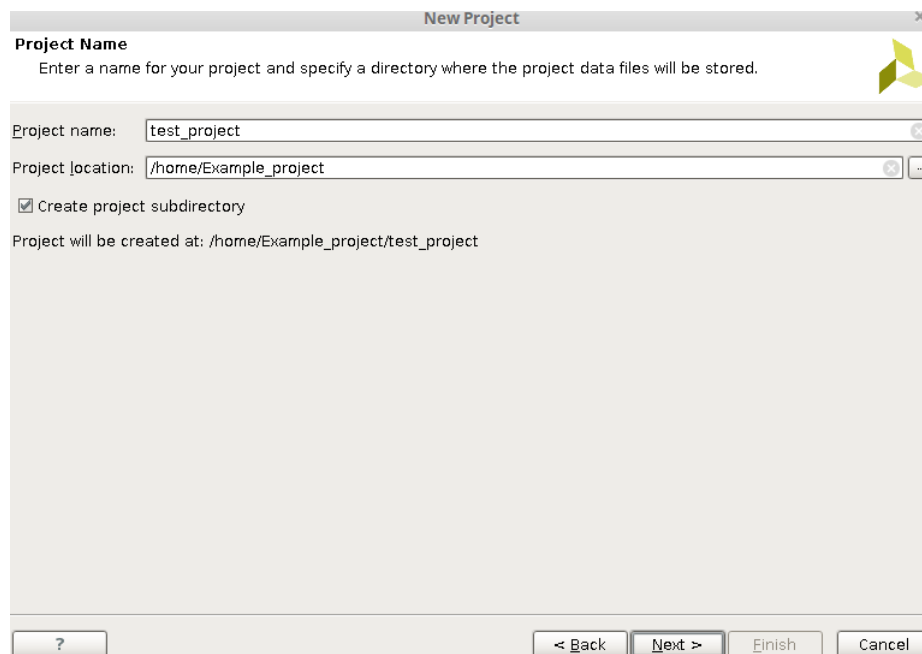 New Project
Project Name
Enter a name for your project and specify a directory where the project data files will be stored.
Project name: test_project
Project location: /home/Example_project
Create project subdirectory
Project will be created at: /home/Example_project/test_project
? < Back Next > Finish Cancel